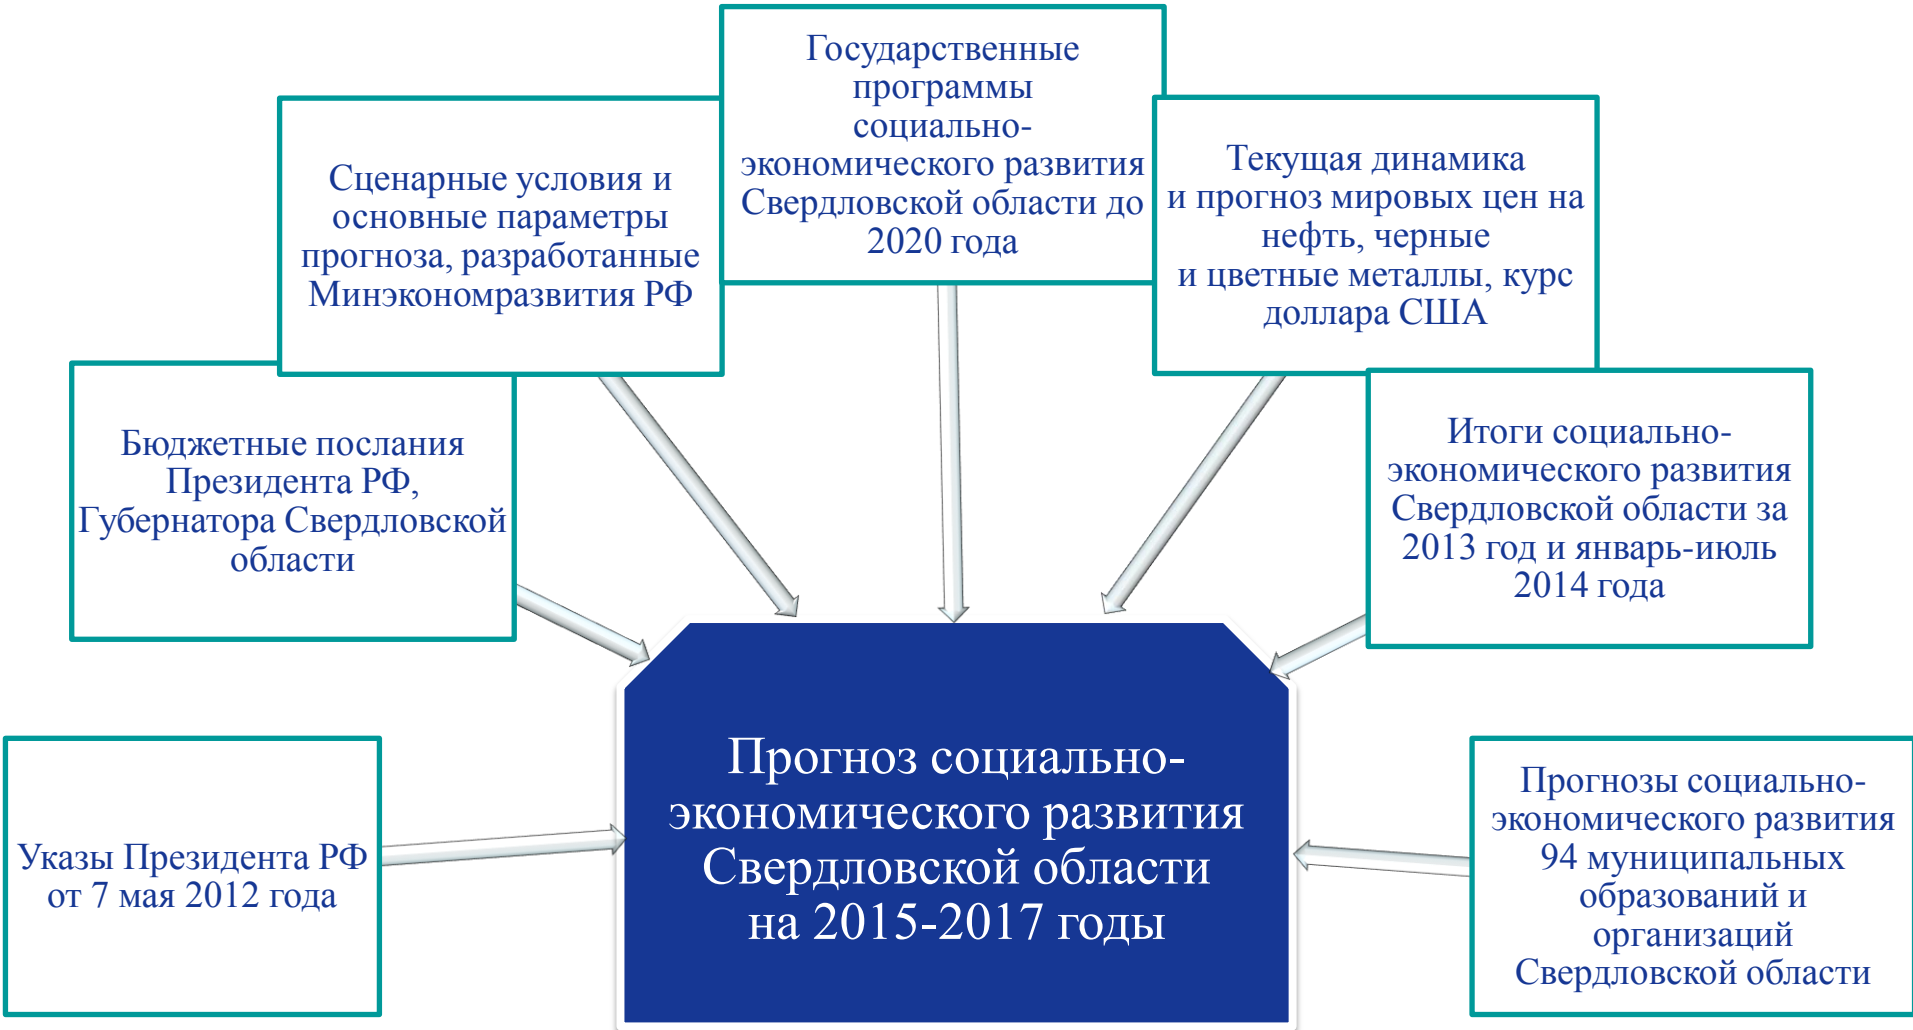 Государственные
программы
социально-
экономического развития
Свердловской области до
2020 года
Сценарные условия и
основные параметры
прогноза, разработанные
Минэкономразвития РФ
Текущая динамика
и прогноз мировых цен на
нефть, черные
и цветные металлы, курс
доллара США
Бюджетные послания
Президента РФ,
Губернатора Свердловской
области
Итоги социально-
экономического развития
Свердловской области за
2013 год и январь-июль
2014 года
Указы Президента РФ
от 7 мая 2012 года
Прогноз социально-
экономического развития
Свердловской области
на 2015-2017 годы
Прогнозы социально-
экономического развития
94 муниципальных
образований и
организаций
Свердловской области